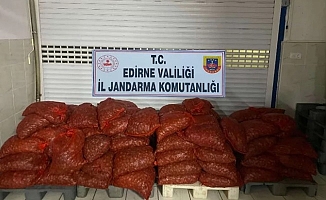 T.C.
EDİRNE VALİLİĞİ
İL JANDARMA KOMUTANLIĞI